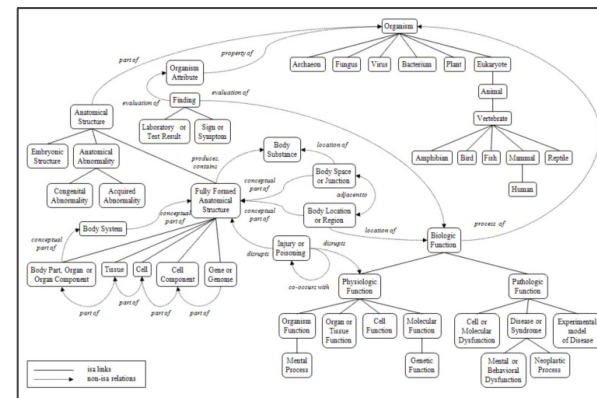 Organism
part of
property of
Organism
Attribute
Archaeon
Fungus
Virus
Bacterium
Plant
Eukaryote
evaluation of
Finding
evaluation of
Animal
Anatomical
Structure
Laboratory or
Test Result
Sign or
Symptom
Vertebrate
Embryonic
Structure
Anatomical
Abnormality
produces,
contains
Body
Substance
location of
Amphibian
Bird
Fish
Mammal
Reptile
Congenital
Abnormality
Acquired
Abnormality
Fully Formed
Anatomical
Structure
conceptual
part of
Body Space
or Junction
Human
adjacent to
conceptual
part of
conceptual
part of
Body Location
or Region
location of
process of
Body System
conceptual
part of
Biologic
Function
Injury or
Poisoning
disrupts
disrupts
co-occurs with
Body Part, Organ or
Organ Component
Tissue
Cell
Cell
Component
Gene or
Genome
part of
part of
part of
part of
Physiologic
Function
Pathologic
Function
Organism
Function
Organ or
Tissue
Function
Cell
Function
Molecular
Function
Cell or
Molecular
Dysfunction
Disease or
Syndrome
Experimental
model
of Disease
Mental
Process
Genetic
Function
Mental or
Behavioral
Dysfunction
Neoplastic
Process
isa links
non-isa relations